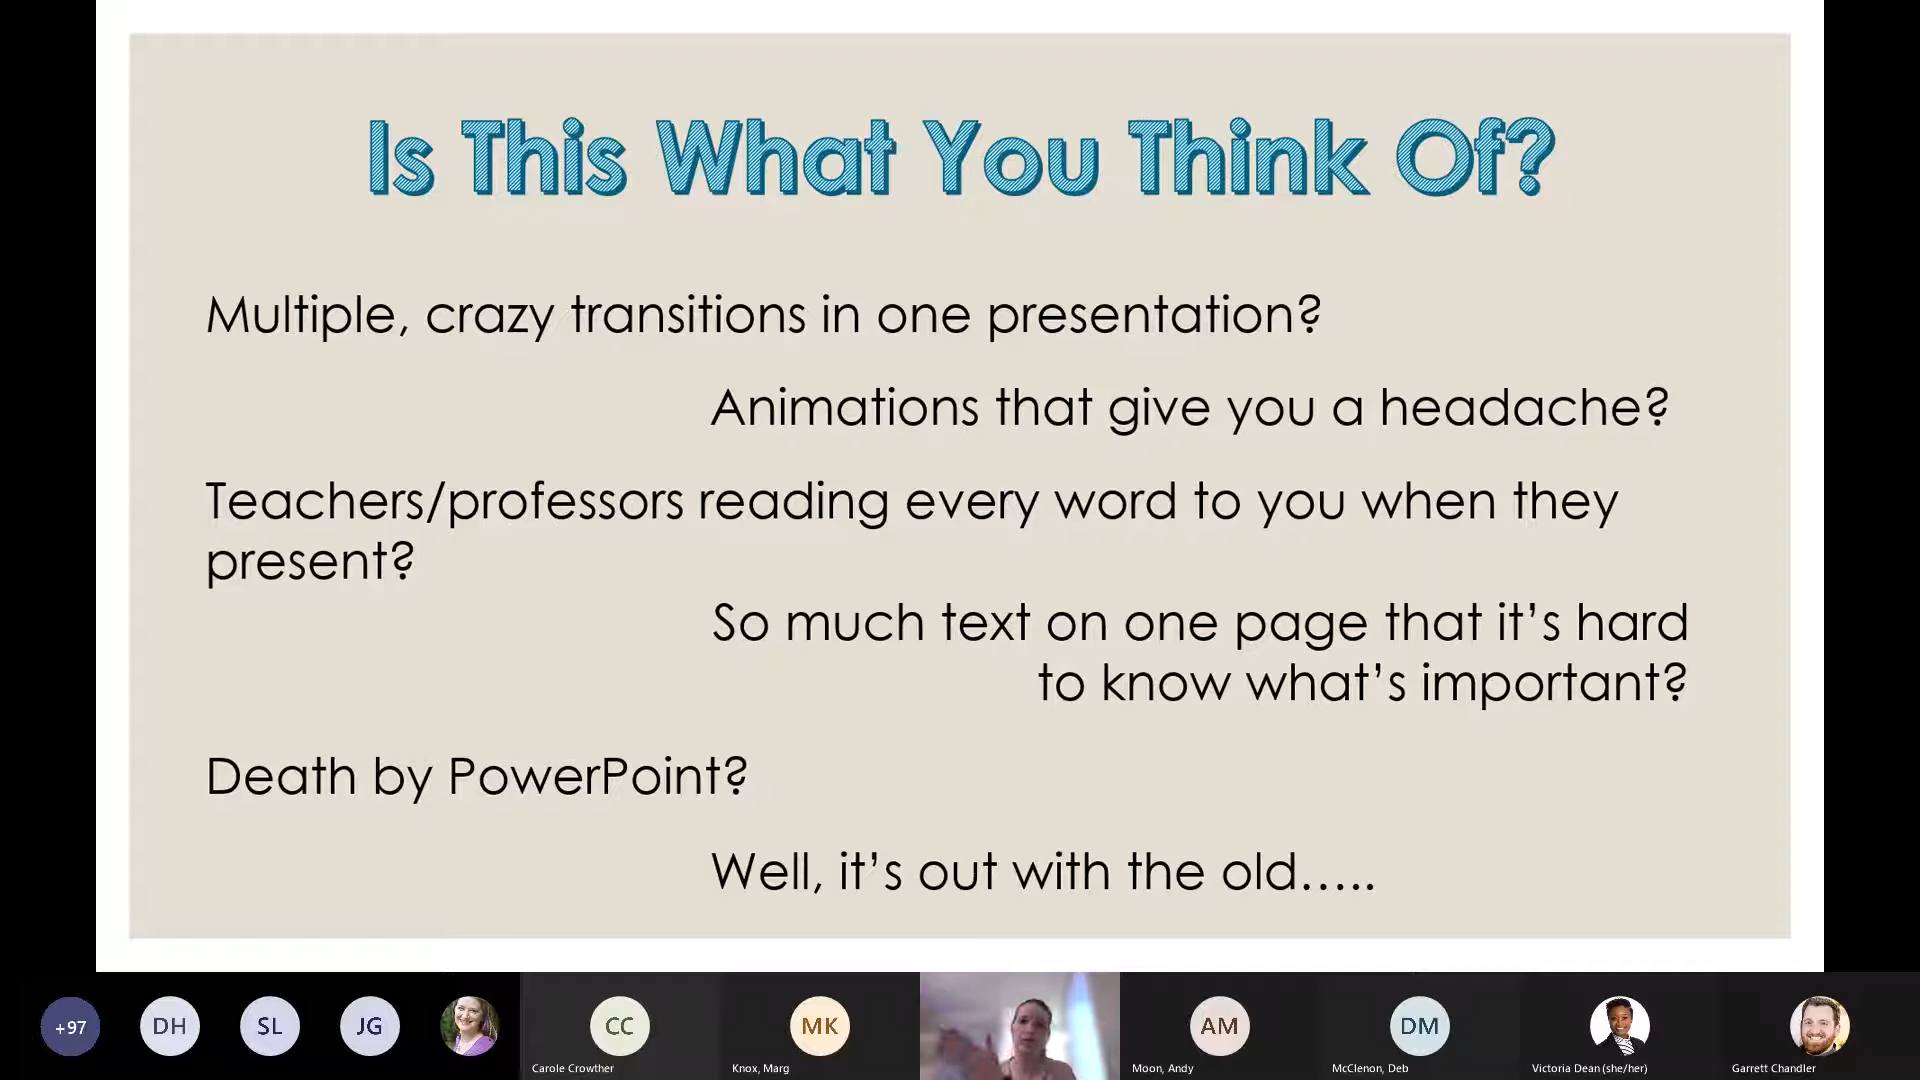 Is This What You Think Of?
Multiple, crazy transitions in one presentation?
Animations that give you a headache?
Teachers/professors reading every word to you when they
present?
So much text on one page that it’s hard
to know what’s important?
Death by PowerPoint?
Well, it’s out with the old.....
+97
DH
SL
JG
CC
MK
AM
DM
Carole Crowther
Knox, Marg
Moon, Andy
McClenon, Deb
Victoria Dean (she/her)
Garrett Chandler